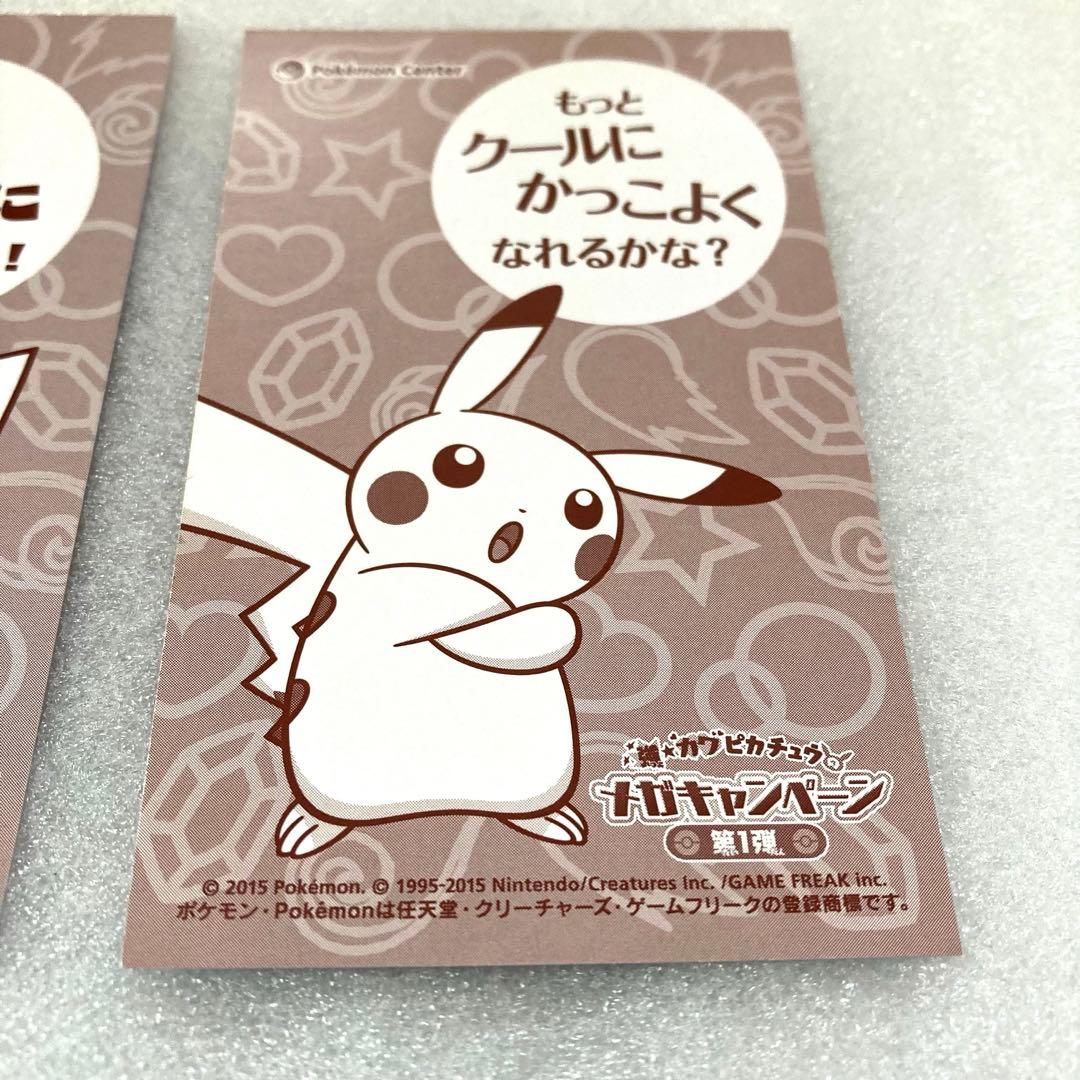 に
!
Pokémon Center
もっと
クールに
かっこよく
なれるかな？
カワピカチュウの
メガキャンペーン
第1弾
© 2015 Pokémon. © 1995-2015 Nintendo/Creatures Inc. /GAME FREAK inc.
ポケモン・Pokémonは任天堂・クリーチャーズ・ゲームフリークの登録商標です。